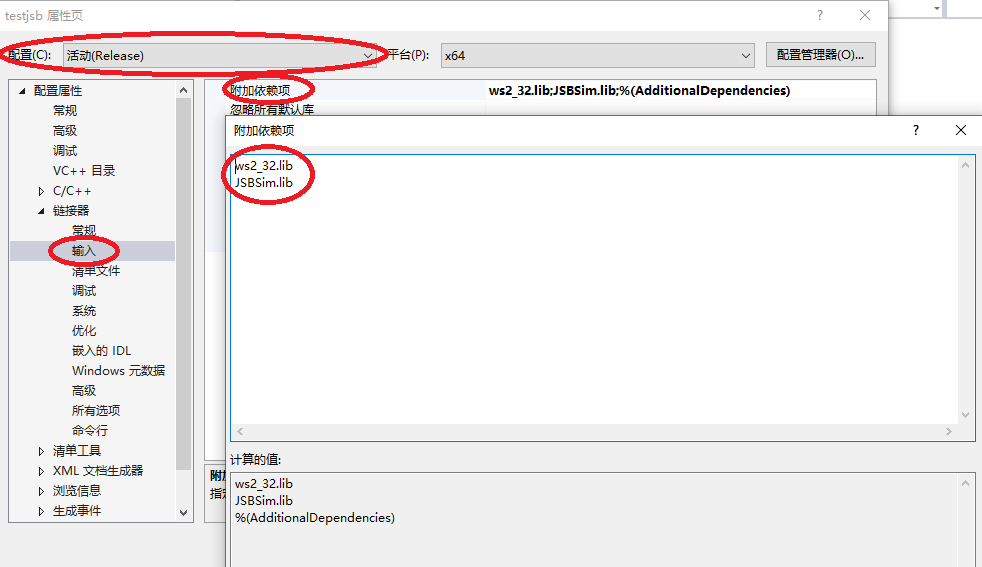 testjsb 属性页
配置(C): 活动(Release) 平台(P): x64 配置管理器(O)...
配置属性
常规
高级
调试
VC++ 目录
C/C++
链接器
常规
输入
清单文件
调试
系统
优化
嵌入的 IDL
Windows 元数据
高级
所有选项
命令行
清单工具
XML 文档生成器
浏览信息
生成事件
附加依赖项 ws2_32.lib;JSBSim.lib;%(AdditionalDependencies)
忽略所有默认库
附加依赖项
ws2_32.lib
JSBSim.lib
计算的值:
ws2_32.lib
JSBSim.lib
%(AdditionalDependencies)